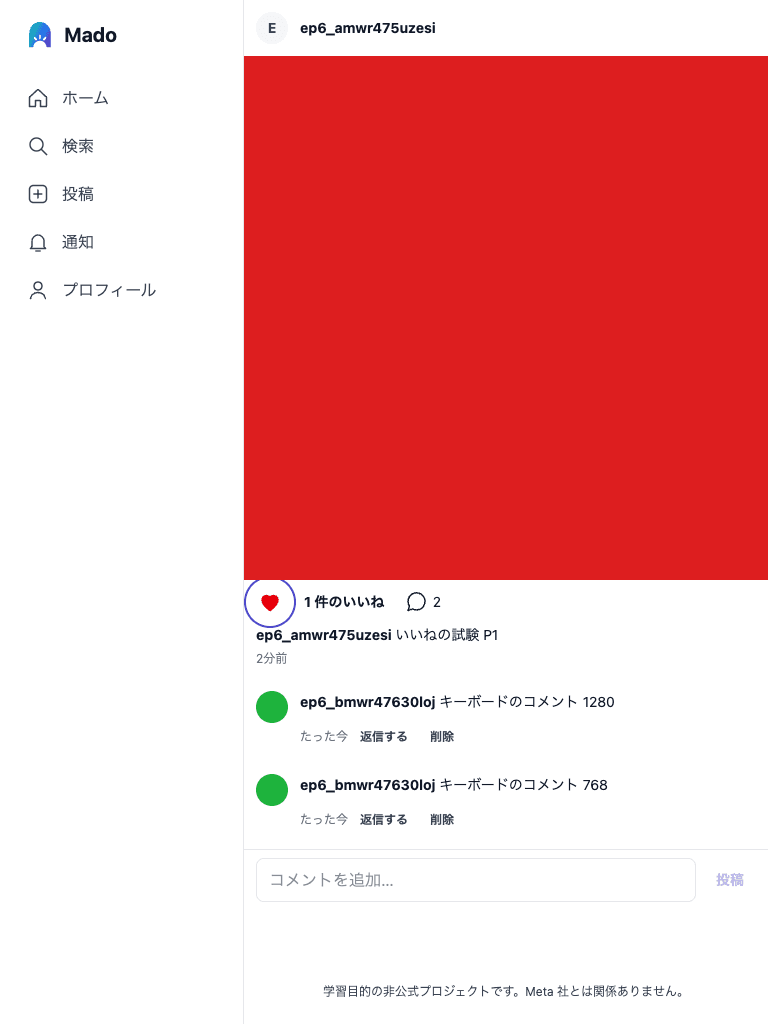 Mado
ホーム
検索
投稿
通知
プロフィール
E ep6_amwr475uzesi
1 件のいいね 2
ep6_amwr475uzesi いいねの試験 P1
2分前
ep6_bmwr47630loj キーボードのコメント 1280
たった今 返信する 削除
ep6_bmwr47630loj キーボードのコメント 768
たった今 返信する 削除
コメントを追加... 投稿
学習目的の非公式プロジェクトです。Meta 社とは関係ありません。